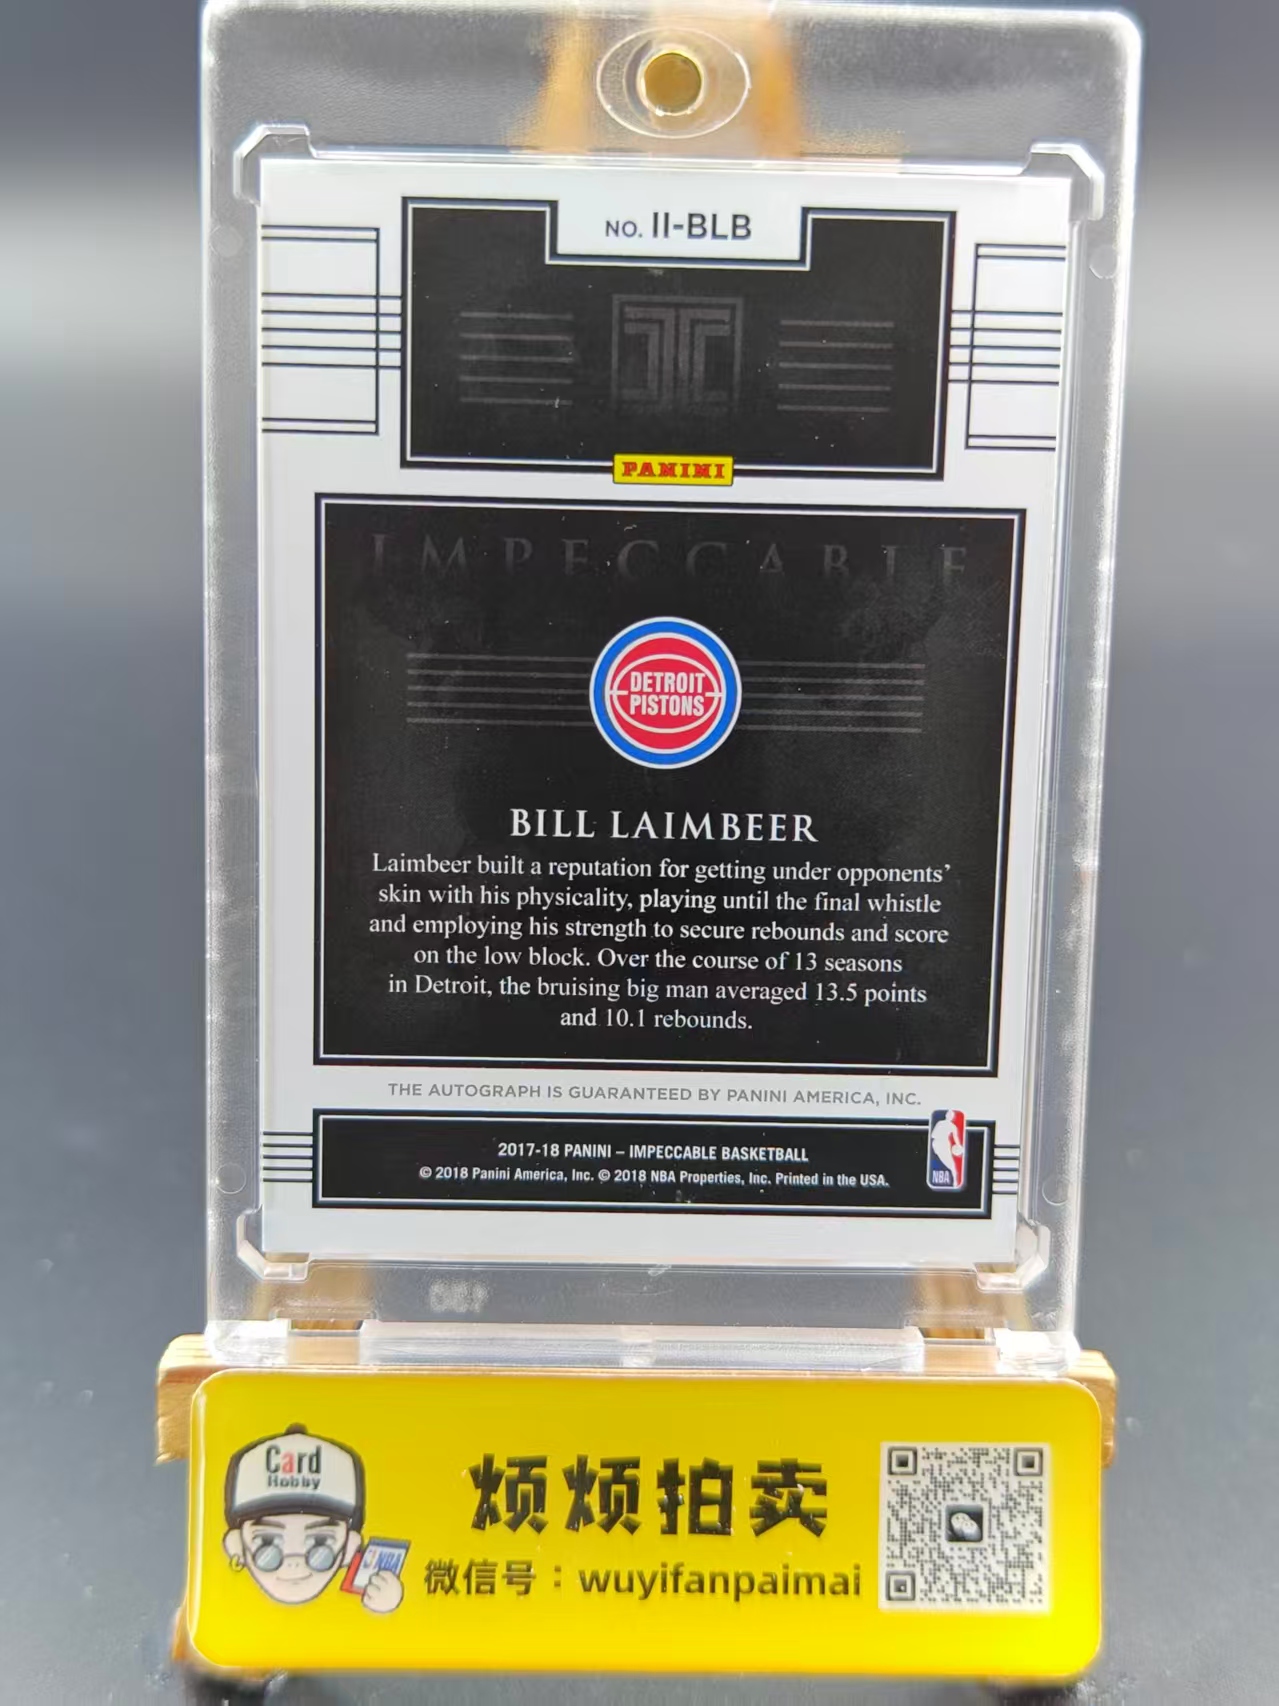 NO. II-BLB
PANINI
IMPECCABLE
DETROIT
PISTONS
BILL LAIMBEER
Laimbeer built a reputation for getting under opponents’
skin with his physicality, playing until the final whistle
and employing his strength to secure rebounds and score
on the low block. Over the course of 13 seasons
in Detroit, the bruising big man averaged 13.5 points
and 10.1 rebounds.
THE AUTOGRAPH IS GUARANTEED BY PANINI AMERICA, INC.
2017-18 PANINI – IMPECCABLE BASKETBALL
© 2018 Panini America, Inc. © 2018 NBA Properties, Inc. Printed in the USA.
NBA
Card
Hobby
NBA
烦烦拍卖
微信号：wuyifanpaimai